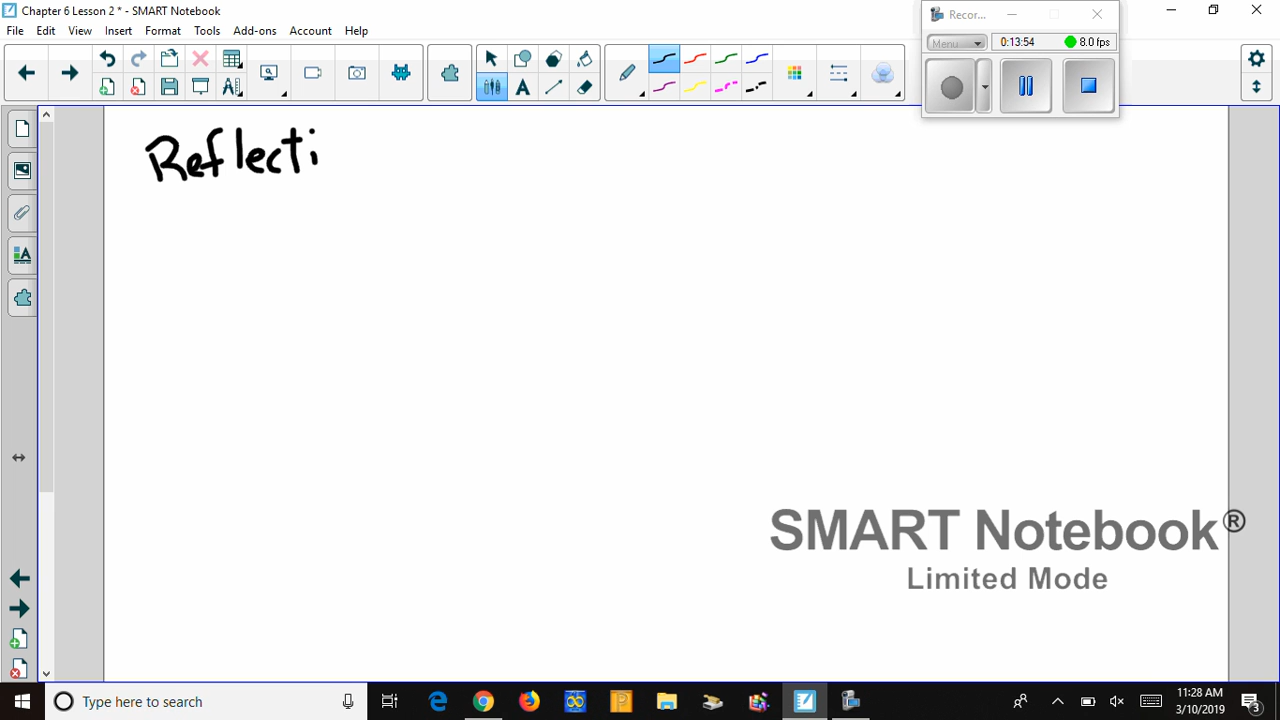 Chapter 6 Lesson 2 * - SMART Notebook
File Edit View Insert Format Tools Add-ons Account Help
Recor...
Menu 0:13:54 8.0 fps
Reflecti
SMART Notebook®
Limited Mode
Type here to search
11:28 AM
3/10/2019
3